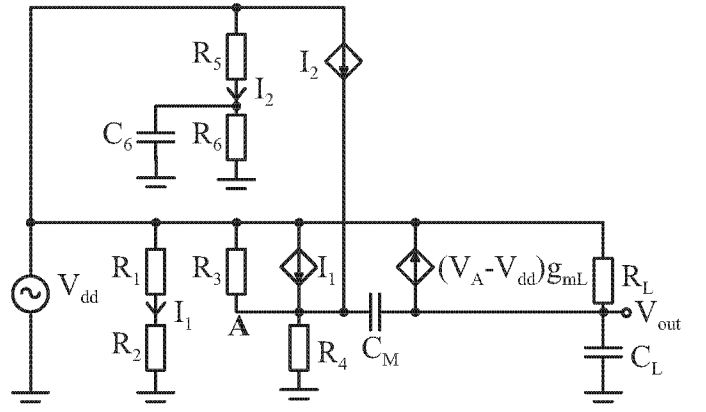 R5
I2
I2
C6
R6
Vdd
R1
R3
I1
(VA-Vdd)gmL
RL
I1
A
Vout
R2
R4
CM
CL